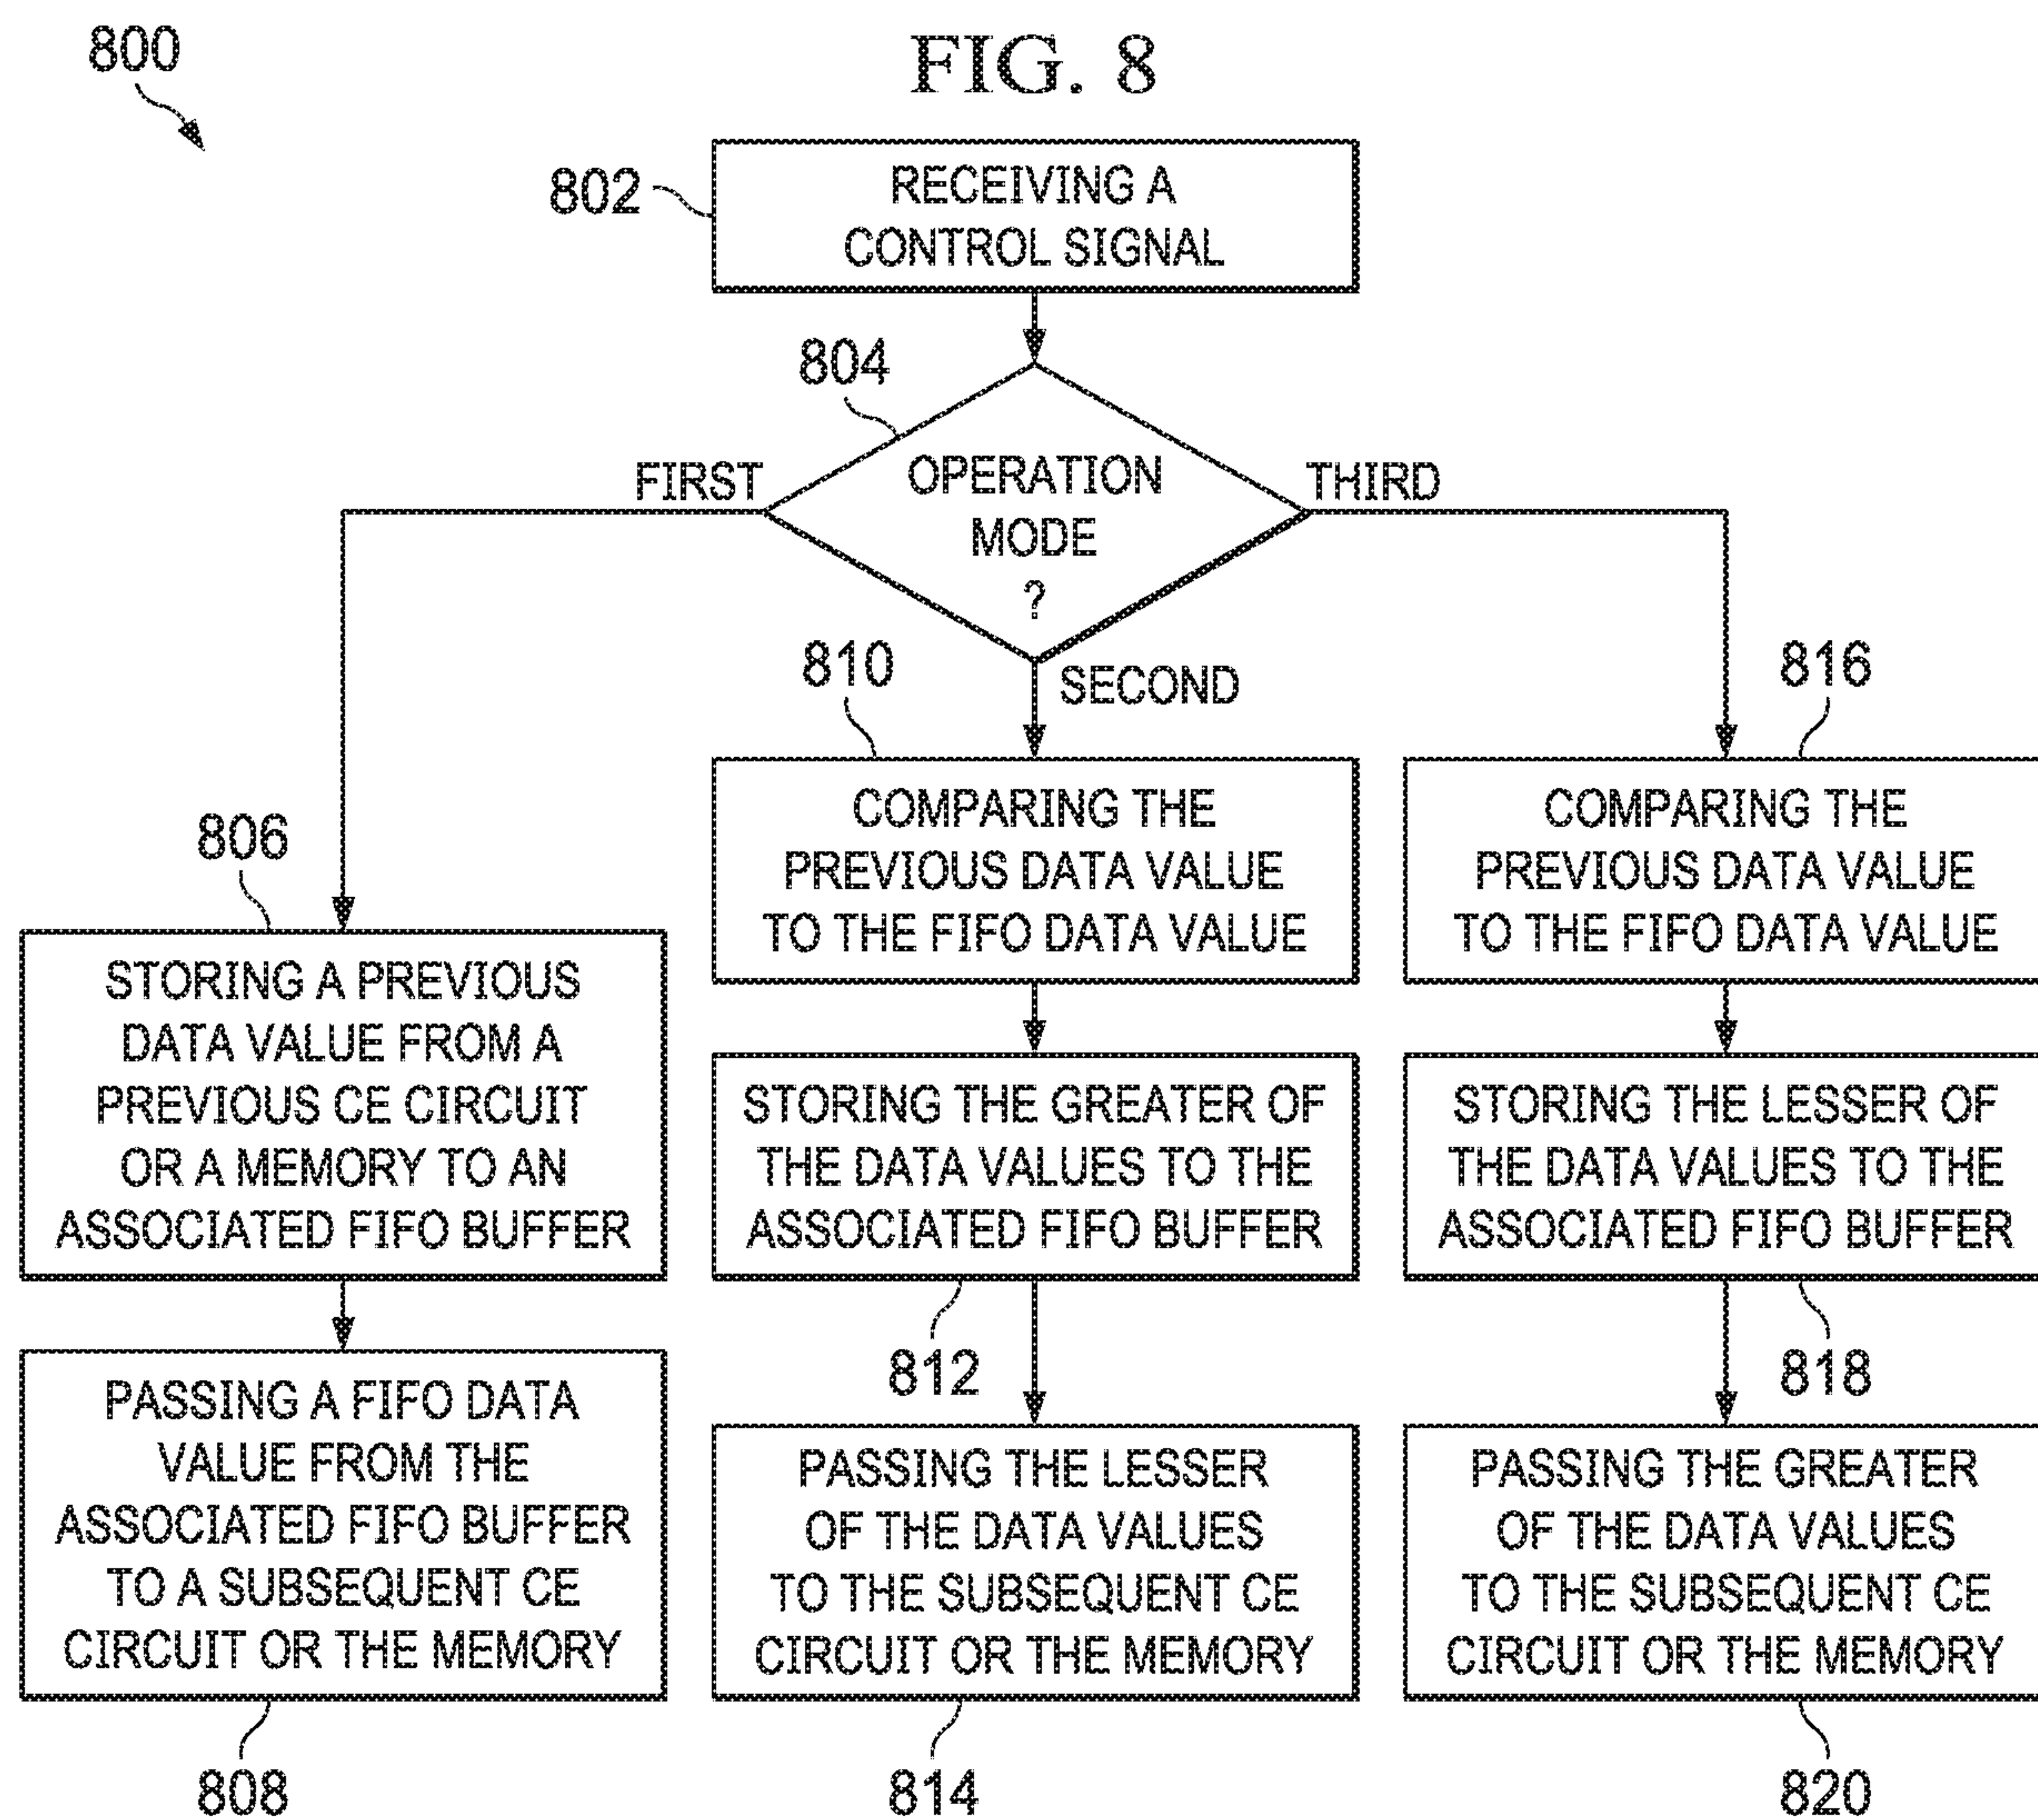 800
FIG. 8
802
RECEIVING A
CONTROL SIGNAL
804
OPERATION
MODE
?
FIRST
SECOND
THIRD
806
STORING A PREVIOUS
DATA VALUE FROM A
PREVIOUS CE CIRCUIT
OR A MEMORY TO AN
ASSOCIATED FIFO BUFFER
PASSING A FIFO DATA
VALUE FROM THE
ASSOCIATED FIFO BUFFER
TO A SUBSEQUENT CE
CIRCUIT OR THE MEMORY
808
810
COMPARING THE
PREVIOUS DATA VALUE
TO THE FIFO DATA VALUE
STORING THE GREATER OF
THE DATA VALUES TO THE
ASSOCIATED FIFO BUFFER
812
PASSING THE LESSER
OF THE DATA VALUES
TO THE SUBSEQUENT CE
CIRCUIT OR THE MEMORY
814
816
COMPARING THE
PREVIOUS DATA VALUE
TO THE FIFO DATA VALUE
STORING THE LESSER OF
THE DATA VALUES TO THE
ASSOCIATED FIFO BUFFER
818
PASSING THE GREATER
OF THE DATA VALUES
TO THE SUBSEQUENT CE
CIRCUIT OR THE MEMORY
820